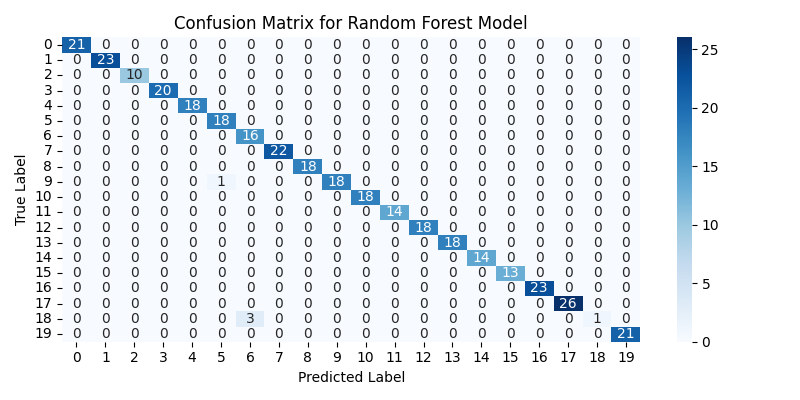 Confusion Matrix for Random Forest Model
0 21 0 0 0 0 0 0 0 0 0 0 0 0 0 0 0 0 0 0 0
1 0 23 0 0 0 0 0 0 0 0 0 0 0 0 0 0 0 0 0 0
2 0 0 10 0 0 0 0 0 0 0 0 0 0 0 0 0 0 0 0 0
3 0 0 0 20 0 0 0 0 0 0 0 0 0 0 0 0 0 0 0 0
4 0 0 0 0 18 0 0 0 0 0 0 0 0 0 0 0 0 0 0 0
5 0 0 0 0 0 18 0 0 0 0 0 0 0 0 0 0 0 0 0 0
6 0 0 0 0 0 0 16 0 0 0 0 0 0 0 0 0 0 0 0 0
7 0 0 0 0 0 0 0 22 0 0 0 0 0 0 0 0 0 0 0 0
8 0 0 0 0 0 0 0 0 18 0 0 0 0 0 0 0 0 0 0 0
9 0 0 0 0 0 1 0 0 0 18 0 0 0 0 0 0 0 0 0 0
10 0 0 0 0 0 0 0 0 0 0 18 0 0 0 0 0 0 0 0 0
11 0 0 0 0 0 0 0 0 0 0 0 14 0 0 0 0 0 0 0 0
12 0 0 0 0 0 0 0 0 0 0 0 0 18 0 0 0 0 0 0 0
13 0 0 0 0 0 0 0 0 0 0 0 0 0 18 0 0 0 0 0 0
14 0 0 0 0 0 0 0 0 0 0 0 0 0 0 14 0 0 0 0 0
15 0 0 0 0 0 0 0 0 0 0 0 0 0 0 0 13 0 0 0 0
16 0 0 0 0 0 0 0 0 0 0 0 0 0 0 0 0 23 0 0 0
17 0 0 0 0 0 0 0 0 0 0 0 0 0 0 0 0 0 26 0 0
18 0 0 0 0 0 0 3 0 0 0 0 0 0 0 0 0 0 0 1 0
19 0 0 0 0 0 0 0 0 0 0 0 0 0 0 0 0 0 0 0 21
0 1 2 3 4 5 6 7 8 9 10 11 12 13 14 15 16 17 18 19
Predicted Label
True Label
25
20
15
10
5
0